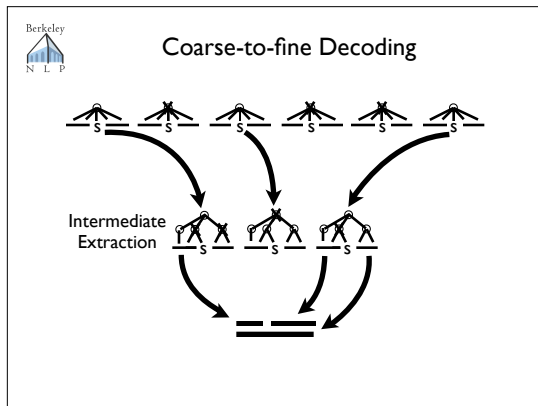 Berkeley
N L P
Coarse-to-fine Decoding
S S S S S S
Intermediate
Extraction
S S S